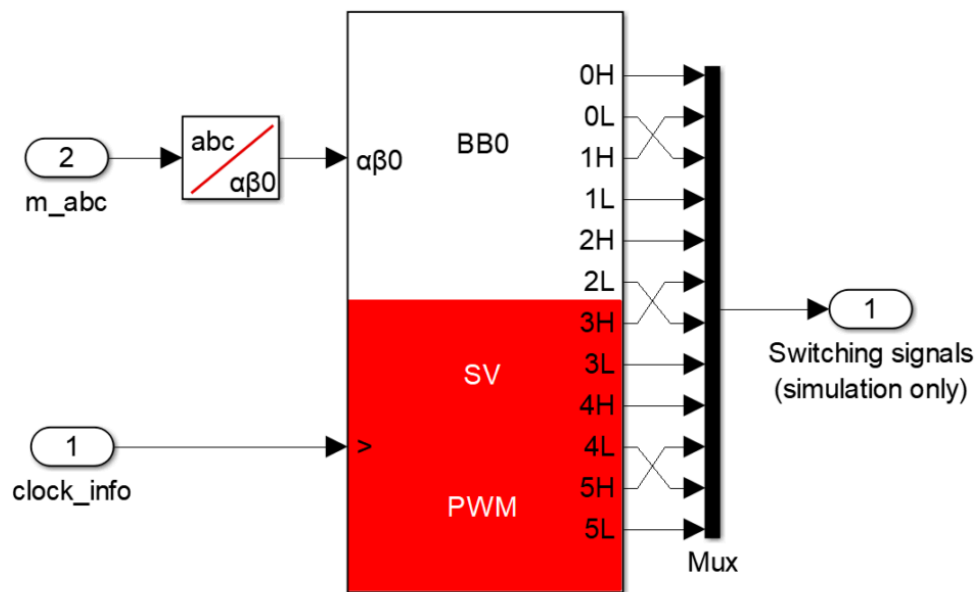 2
m_abc
abc
αβ0
αβ0
BB0
0H
0L
1H
1L
2H
2L
3H
3L
4H
4L
5H
5L
SV
PWM
1
clock_info
>
Mux
1
Switching signals
(simulation only)